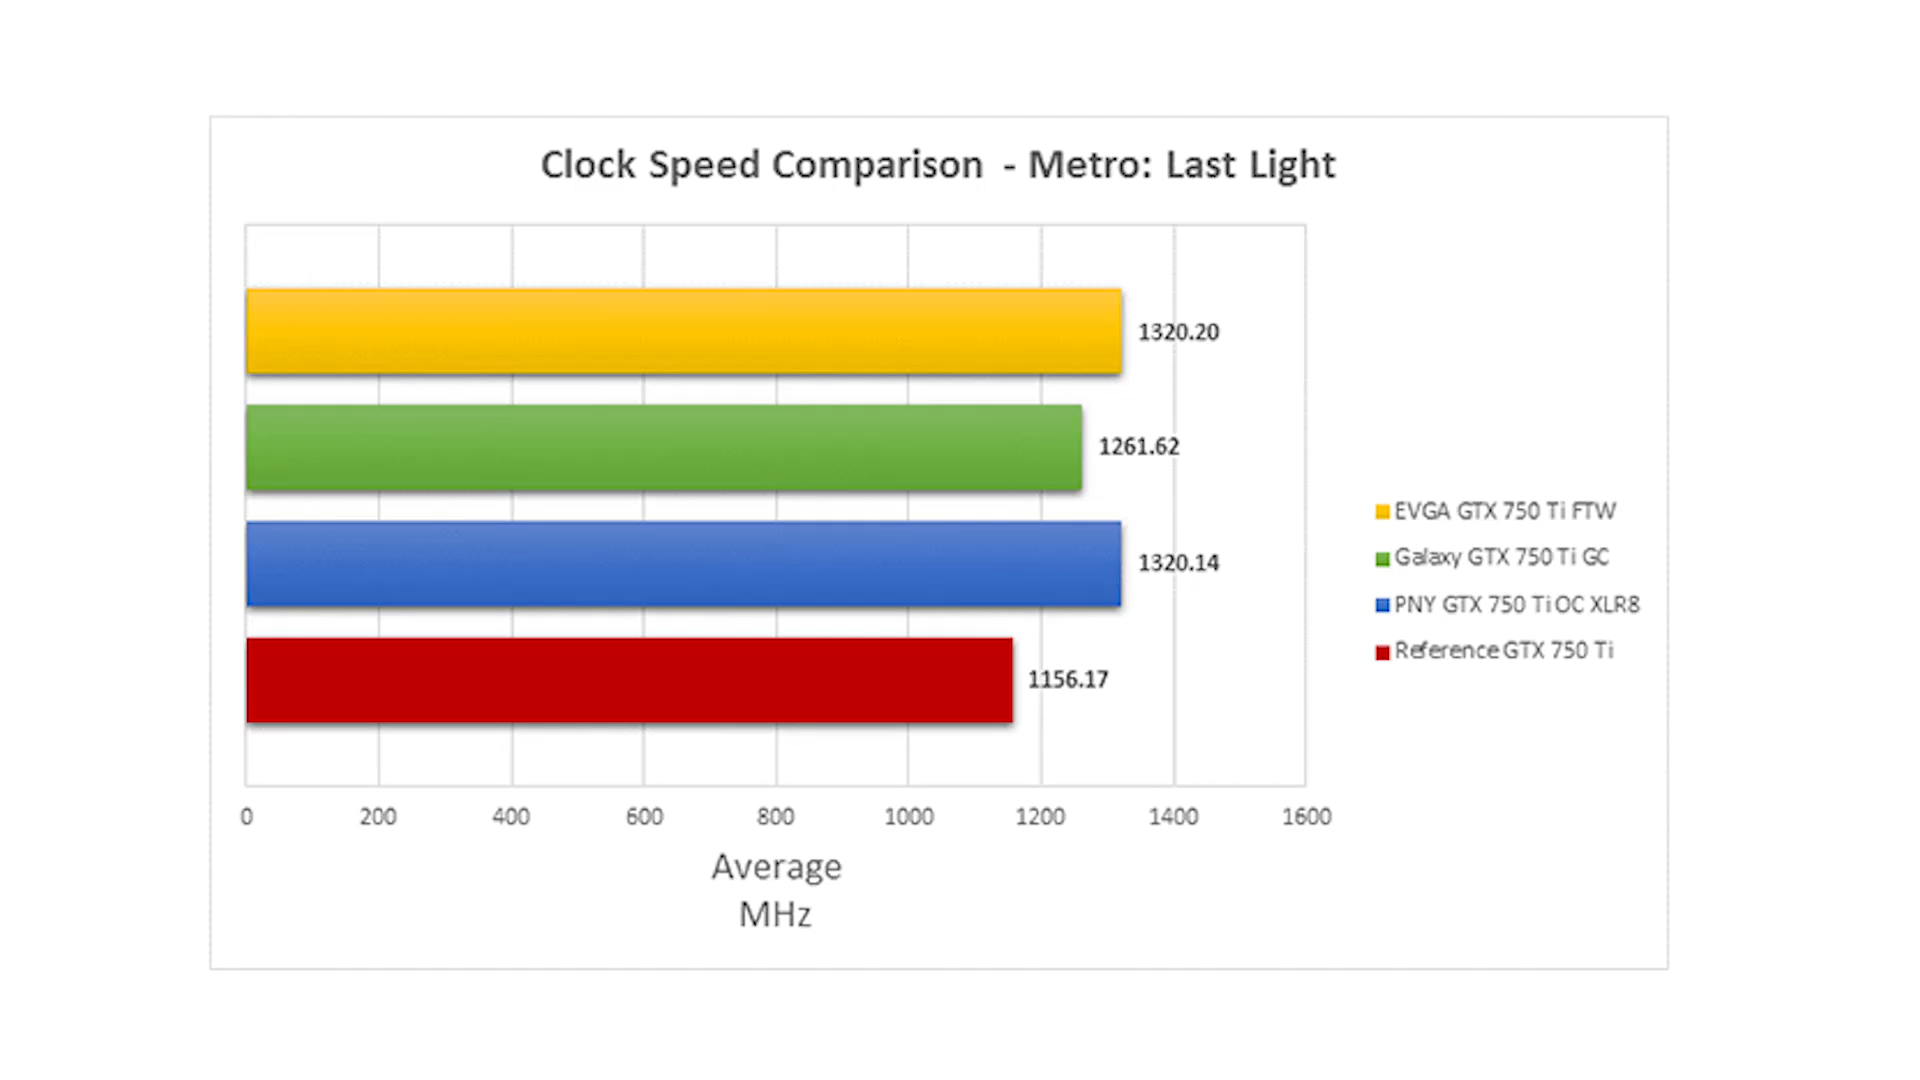 Clock Speed Comparison - Metro: Last Light
1320.20
1261.62
1320.14
1156.17
EVGA GTX 750 Ti FTW
Galaxy GTX 750 Ti GC
PNY GTX 750 Ti OC XLR8
Reference GTX 750 Ti
0 200 400 600 800 1000 1200 1400 1600
Average
MHz